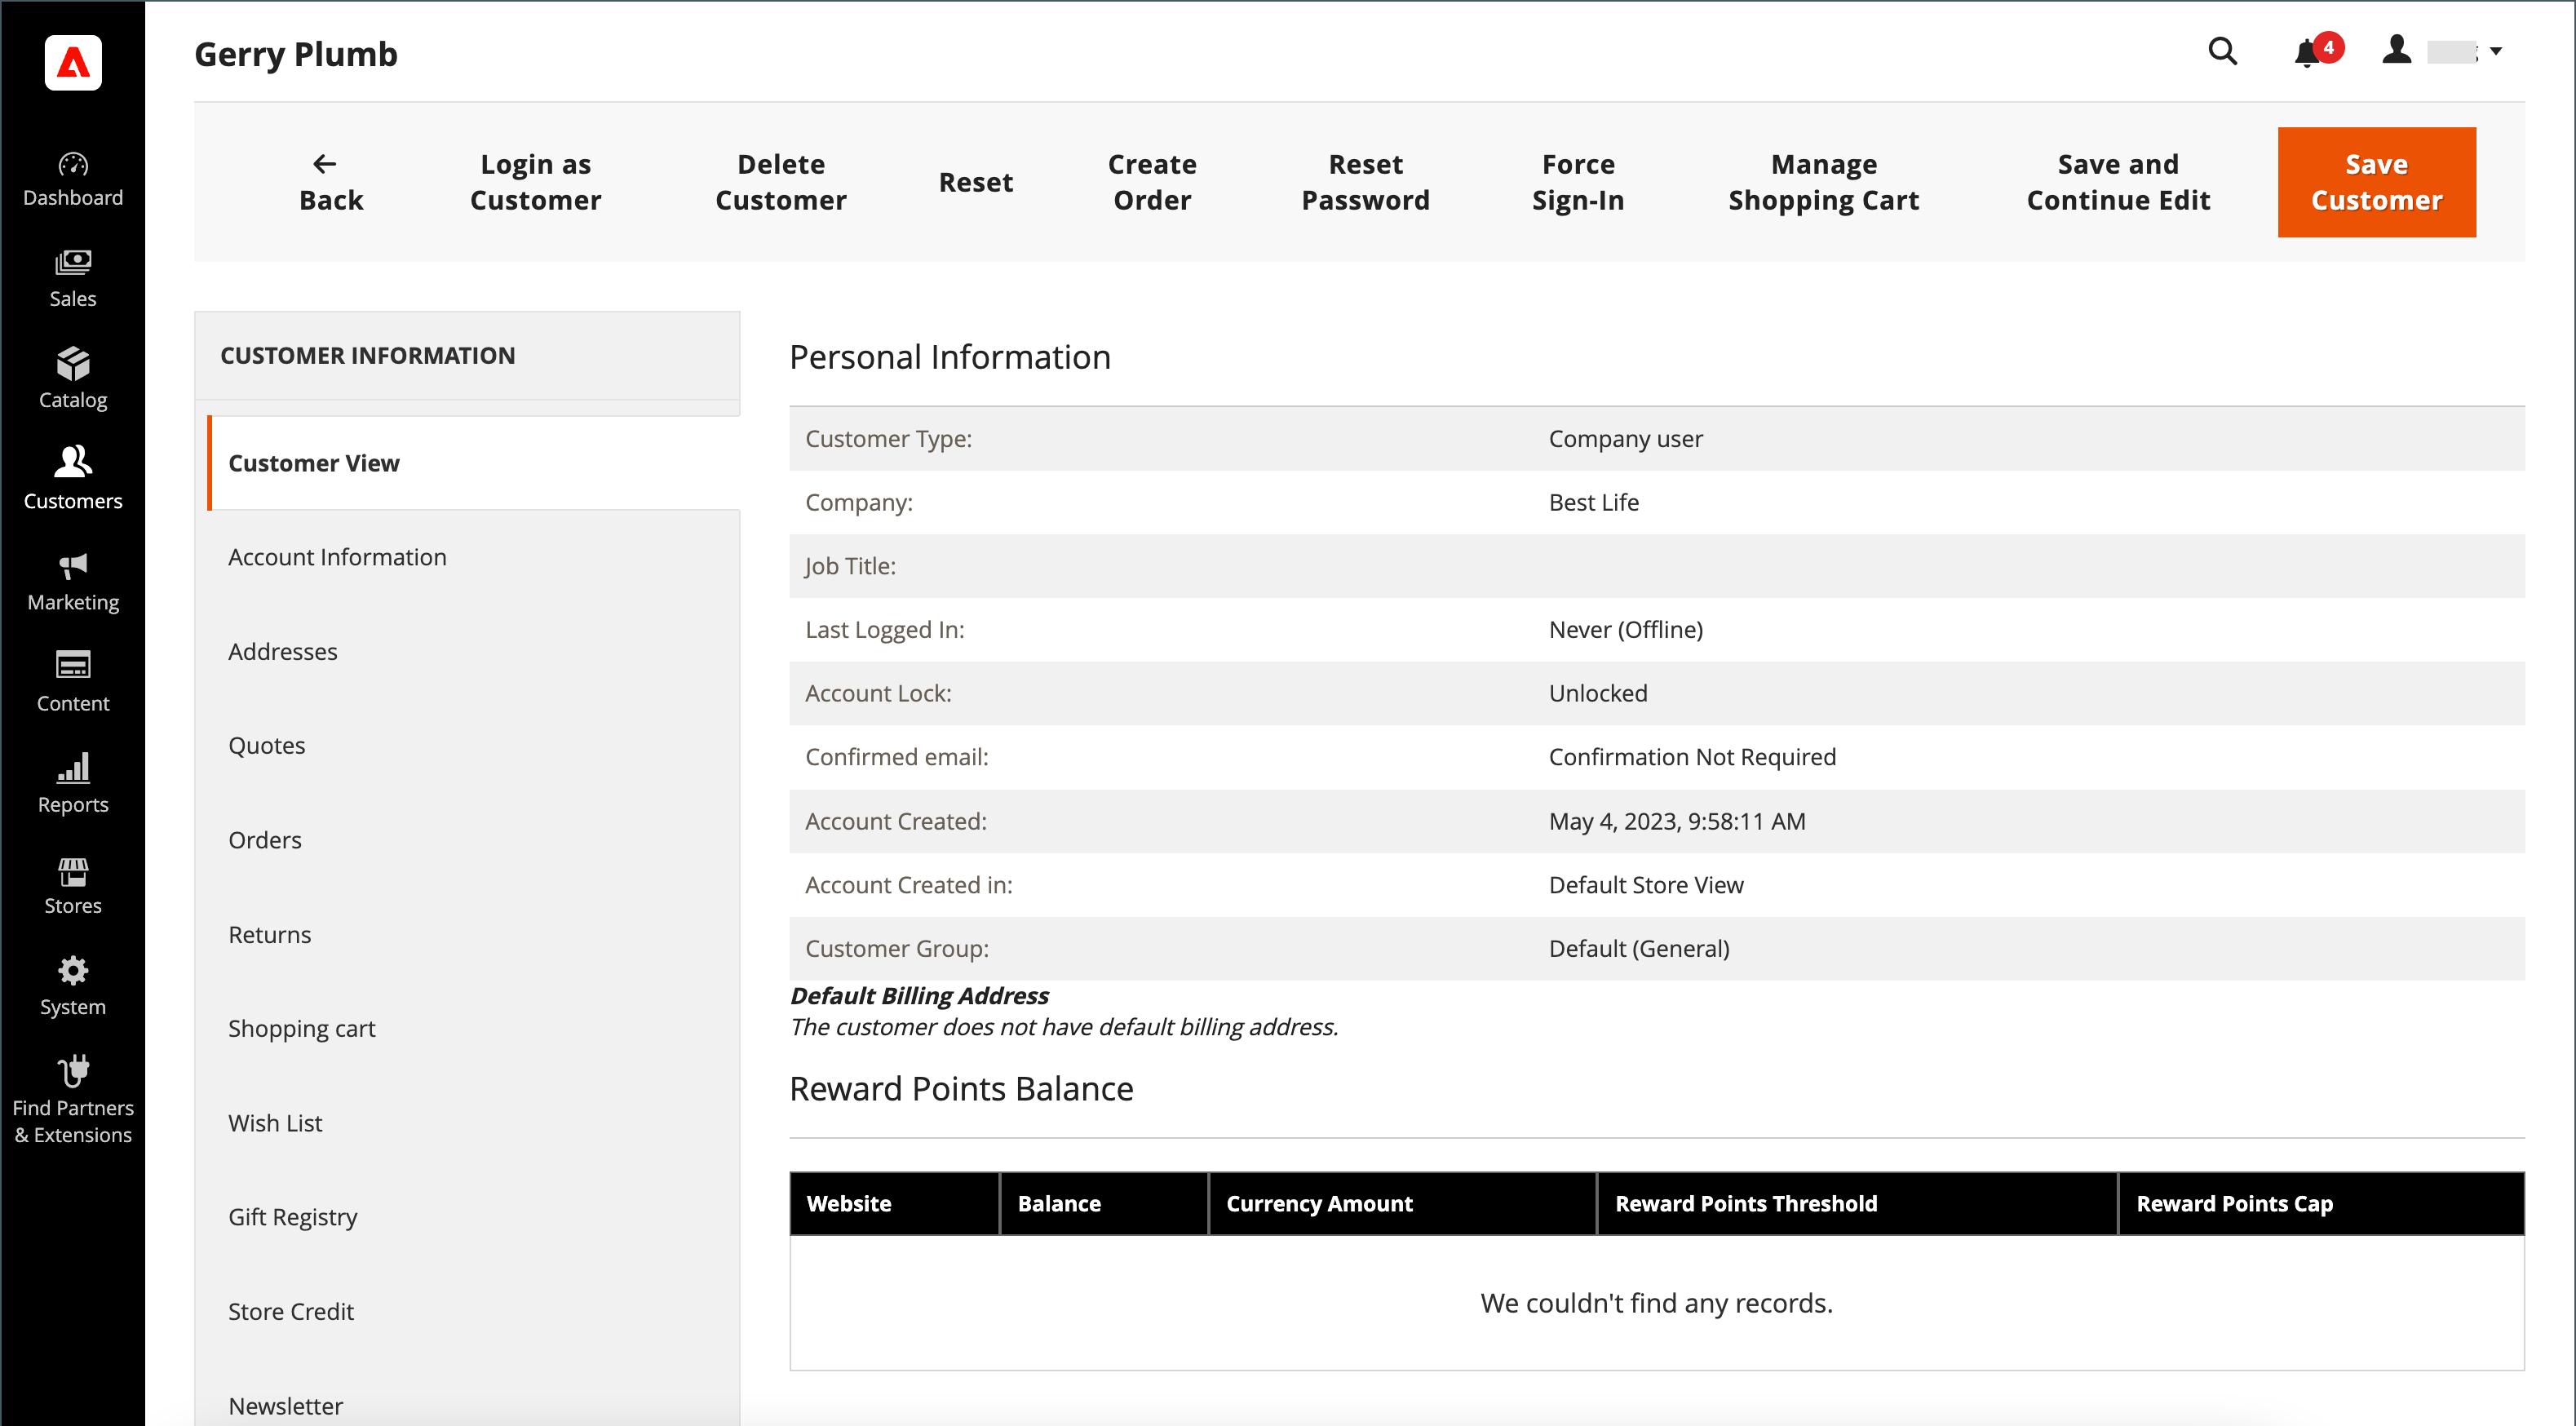 Gerry Plumb
4
Dashboard
Sales
Catalog
Customers
Marketing
Content
Reports
Stores
System
Find Partners
& Extensions
Back
Login as
Customer
Delete
Customer
Reset
Create
Order
Reset
Password
Force
Sign-In
Manage
Shopping Cart
Save and
Continue Edit
Save
Customer
CUSTOMER INFORMATION
Customer View
Account Information
Addresses
Quotes
Orders
Returns
Shopping cart
Wish List
Gift Registry
Store Credit
Newsletter
Personal Information
Customer Type: Company user
Company: Best Life
Job Title:
Last Logged In: Never (Offline)
Account Lock: Unlocked
Confirmed email: Confirmation Not Required
Account Created: May 4, 2023, 9:58:11 AM
Account Created in: Default Store View
Customer Group: Default (General)
Default Billing Address
The customer does not have default billing address.
Reward Points Balance
Website Balance Currency Amount Reward Points Threshold Reward Points Cap
We couldn't find any records.